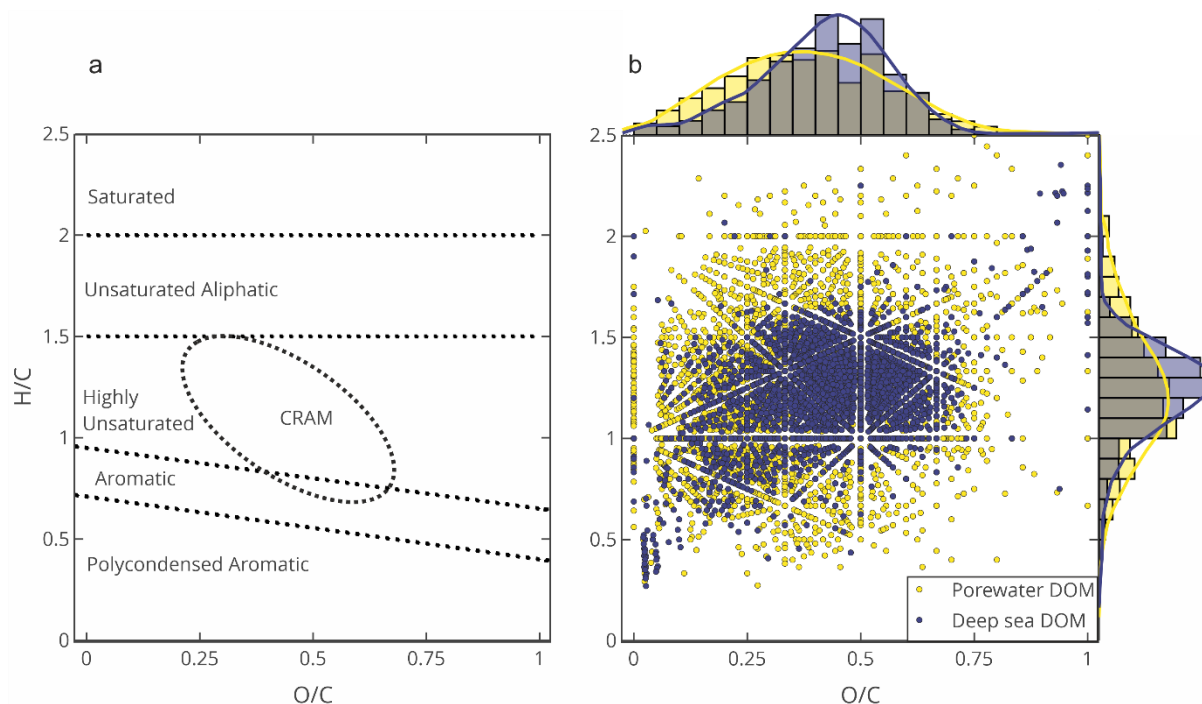 a
2.5
2
1.5
1
0.5
0
H/C
Saturated
Unsaturated Aliphatic
Highly
Unsaturated
CRAM
Aromatic
Polycondensed Aromatic
0
0.25
0.5
0.75
1
O/C
b
2.5
2
1.5
1
0.5
0
Porewater DOM
Deep sea DOM
0
0.25
0.5
0.75
1
O/C